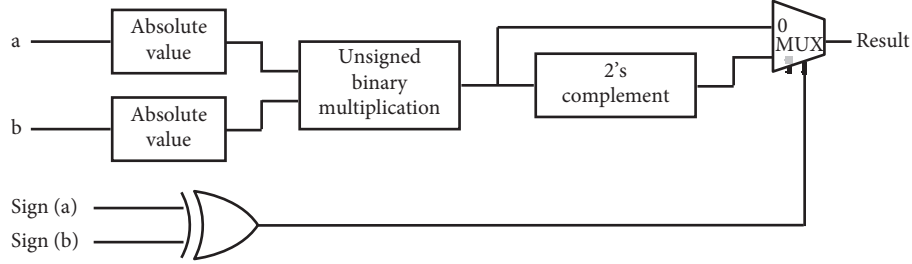 a
Absolute
value
b
Absolute
value
Unsigned
binary
multiplication
2's
complement
0
MUX
Result
Sign (a)
Sign (b)